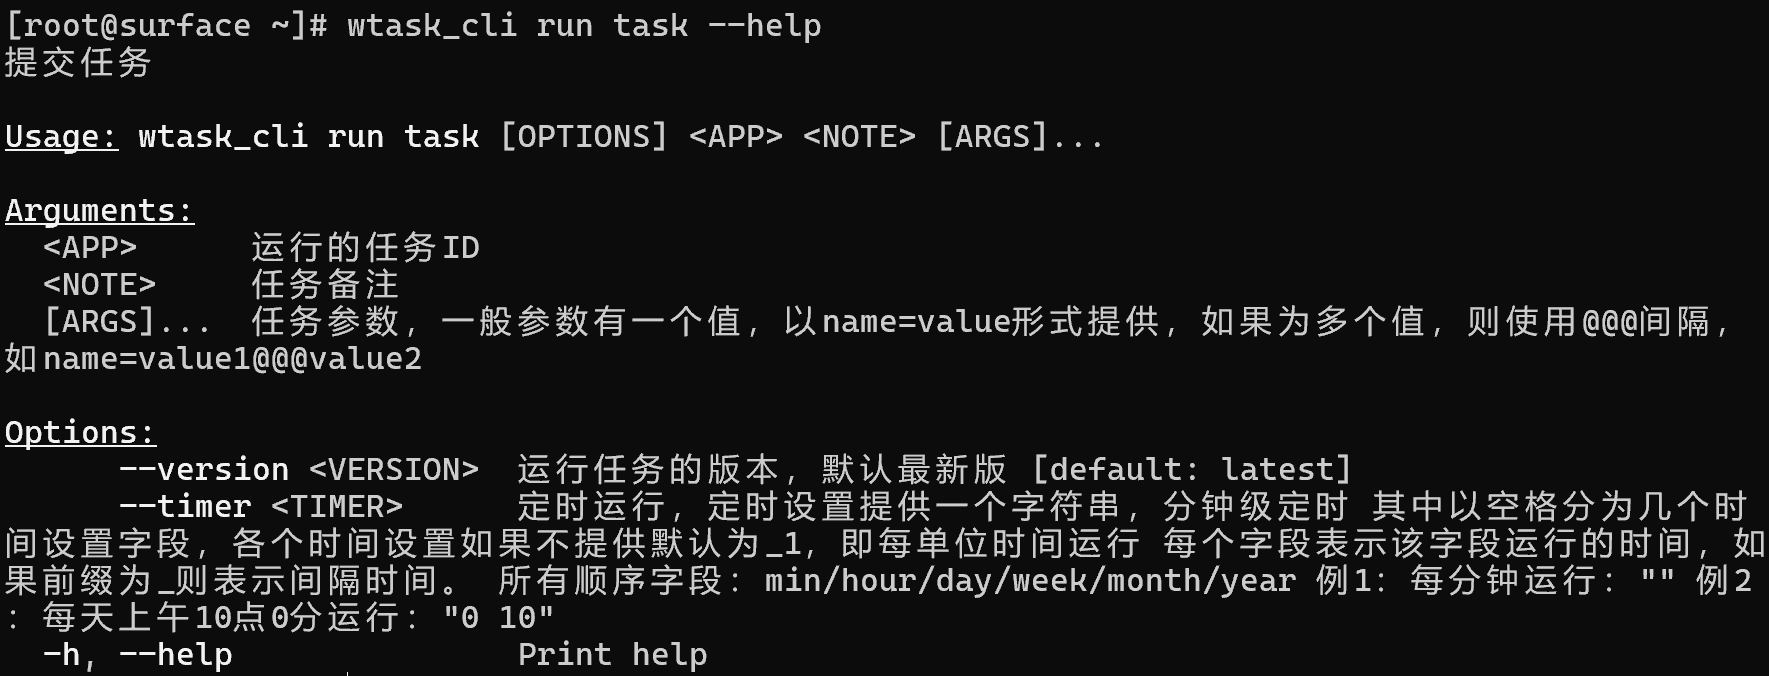 [root@surface ~]# wtask_cli run task --help
提交任务
Usage: wtask_cli run task [OPTIONS] <APP> <NOTE> [ARGS]...
Arguments:
<APP> 运行的任务ID
<NOTE> 任务备注
[ARGS]... 任务参数，一般参数有一个值，以name=value形式提供，如果为多个值，则使用@@@间隔，
如name=value1@@@value2
Options:
--version <VERSION> 运行任务的版本，默认最新版 [default: latest]
--timer <TIMER> 定时运行，定时设置提供一个字符串，分钟级定时 其中以空格分为几个时
间设置字段，各个时间设置如果不提供默认为_1，即每单位时间运行 每个字段表示该字段运行的时间，如
果前缀为_则表示间隔时间。 所有顺序字段：min/hour/day/week/month/year 例1：每分钟运行："" 例2
：每天上午10点0分运行："0 10"
-h, --help Print help